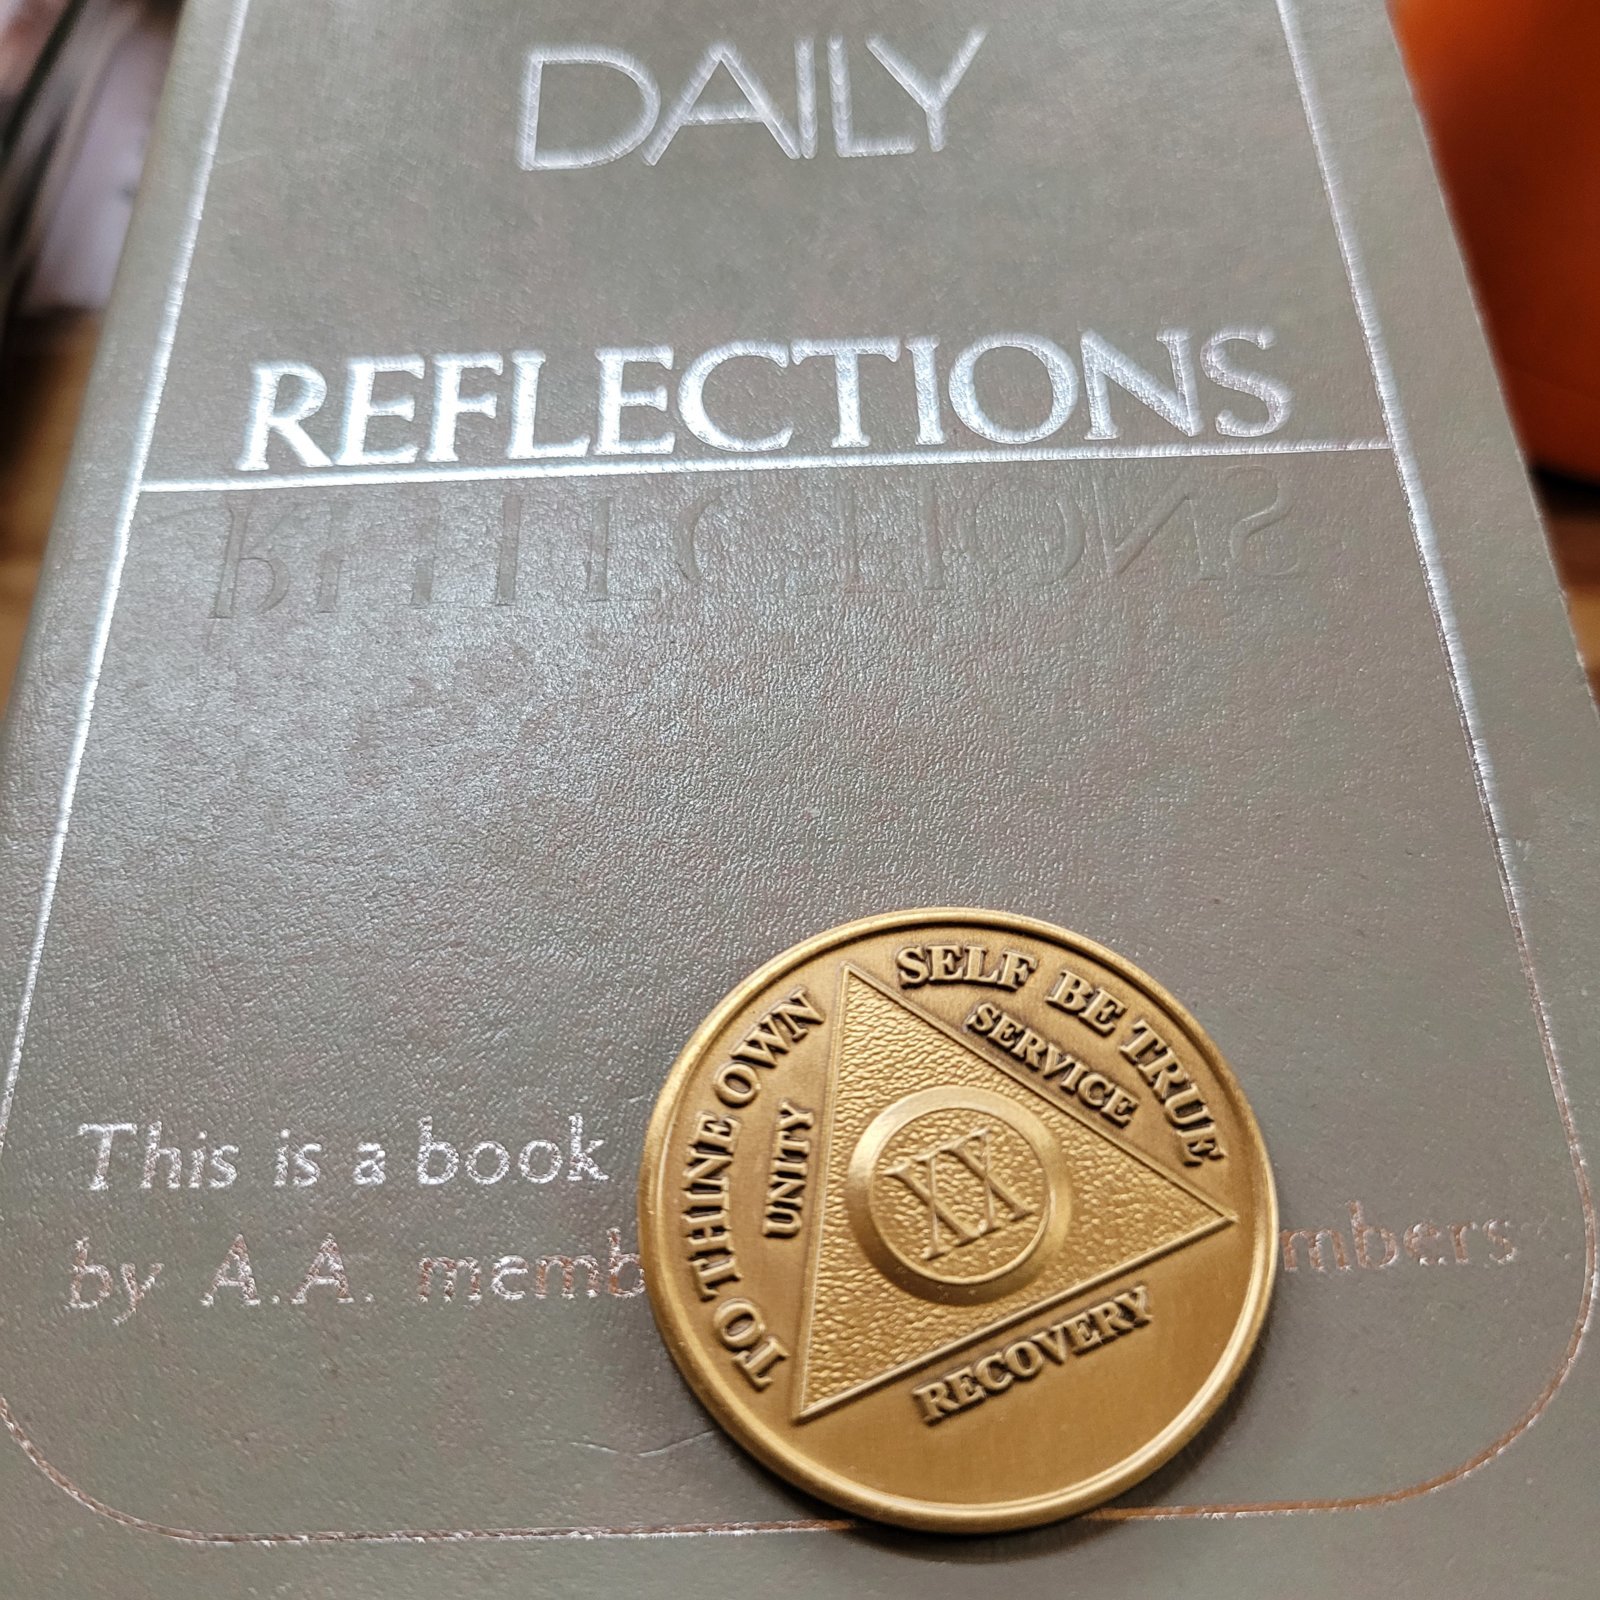 DAILY
REFLECTIONS
This is a book
by A.A. memb mbers
TO THINE OWN SELF BE TRUE
UNITY
SERVICE
XX
RECOVERY